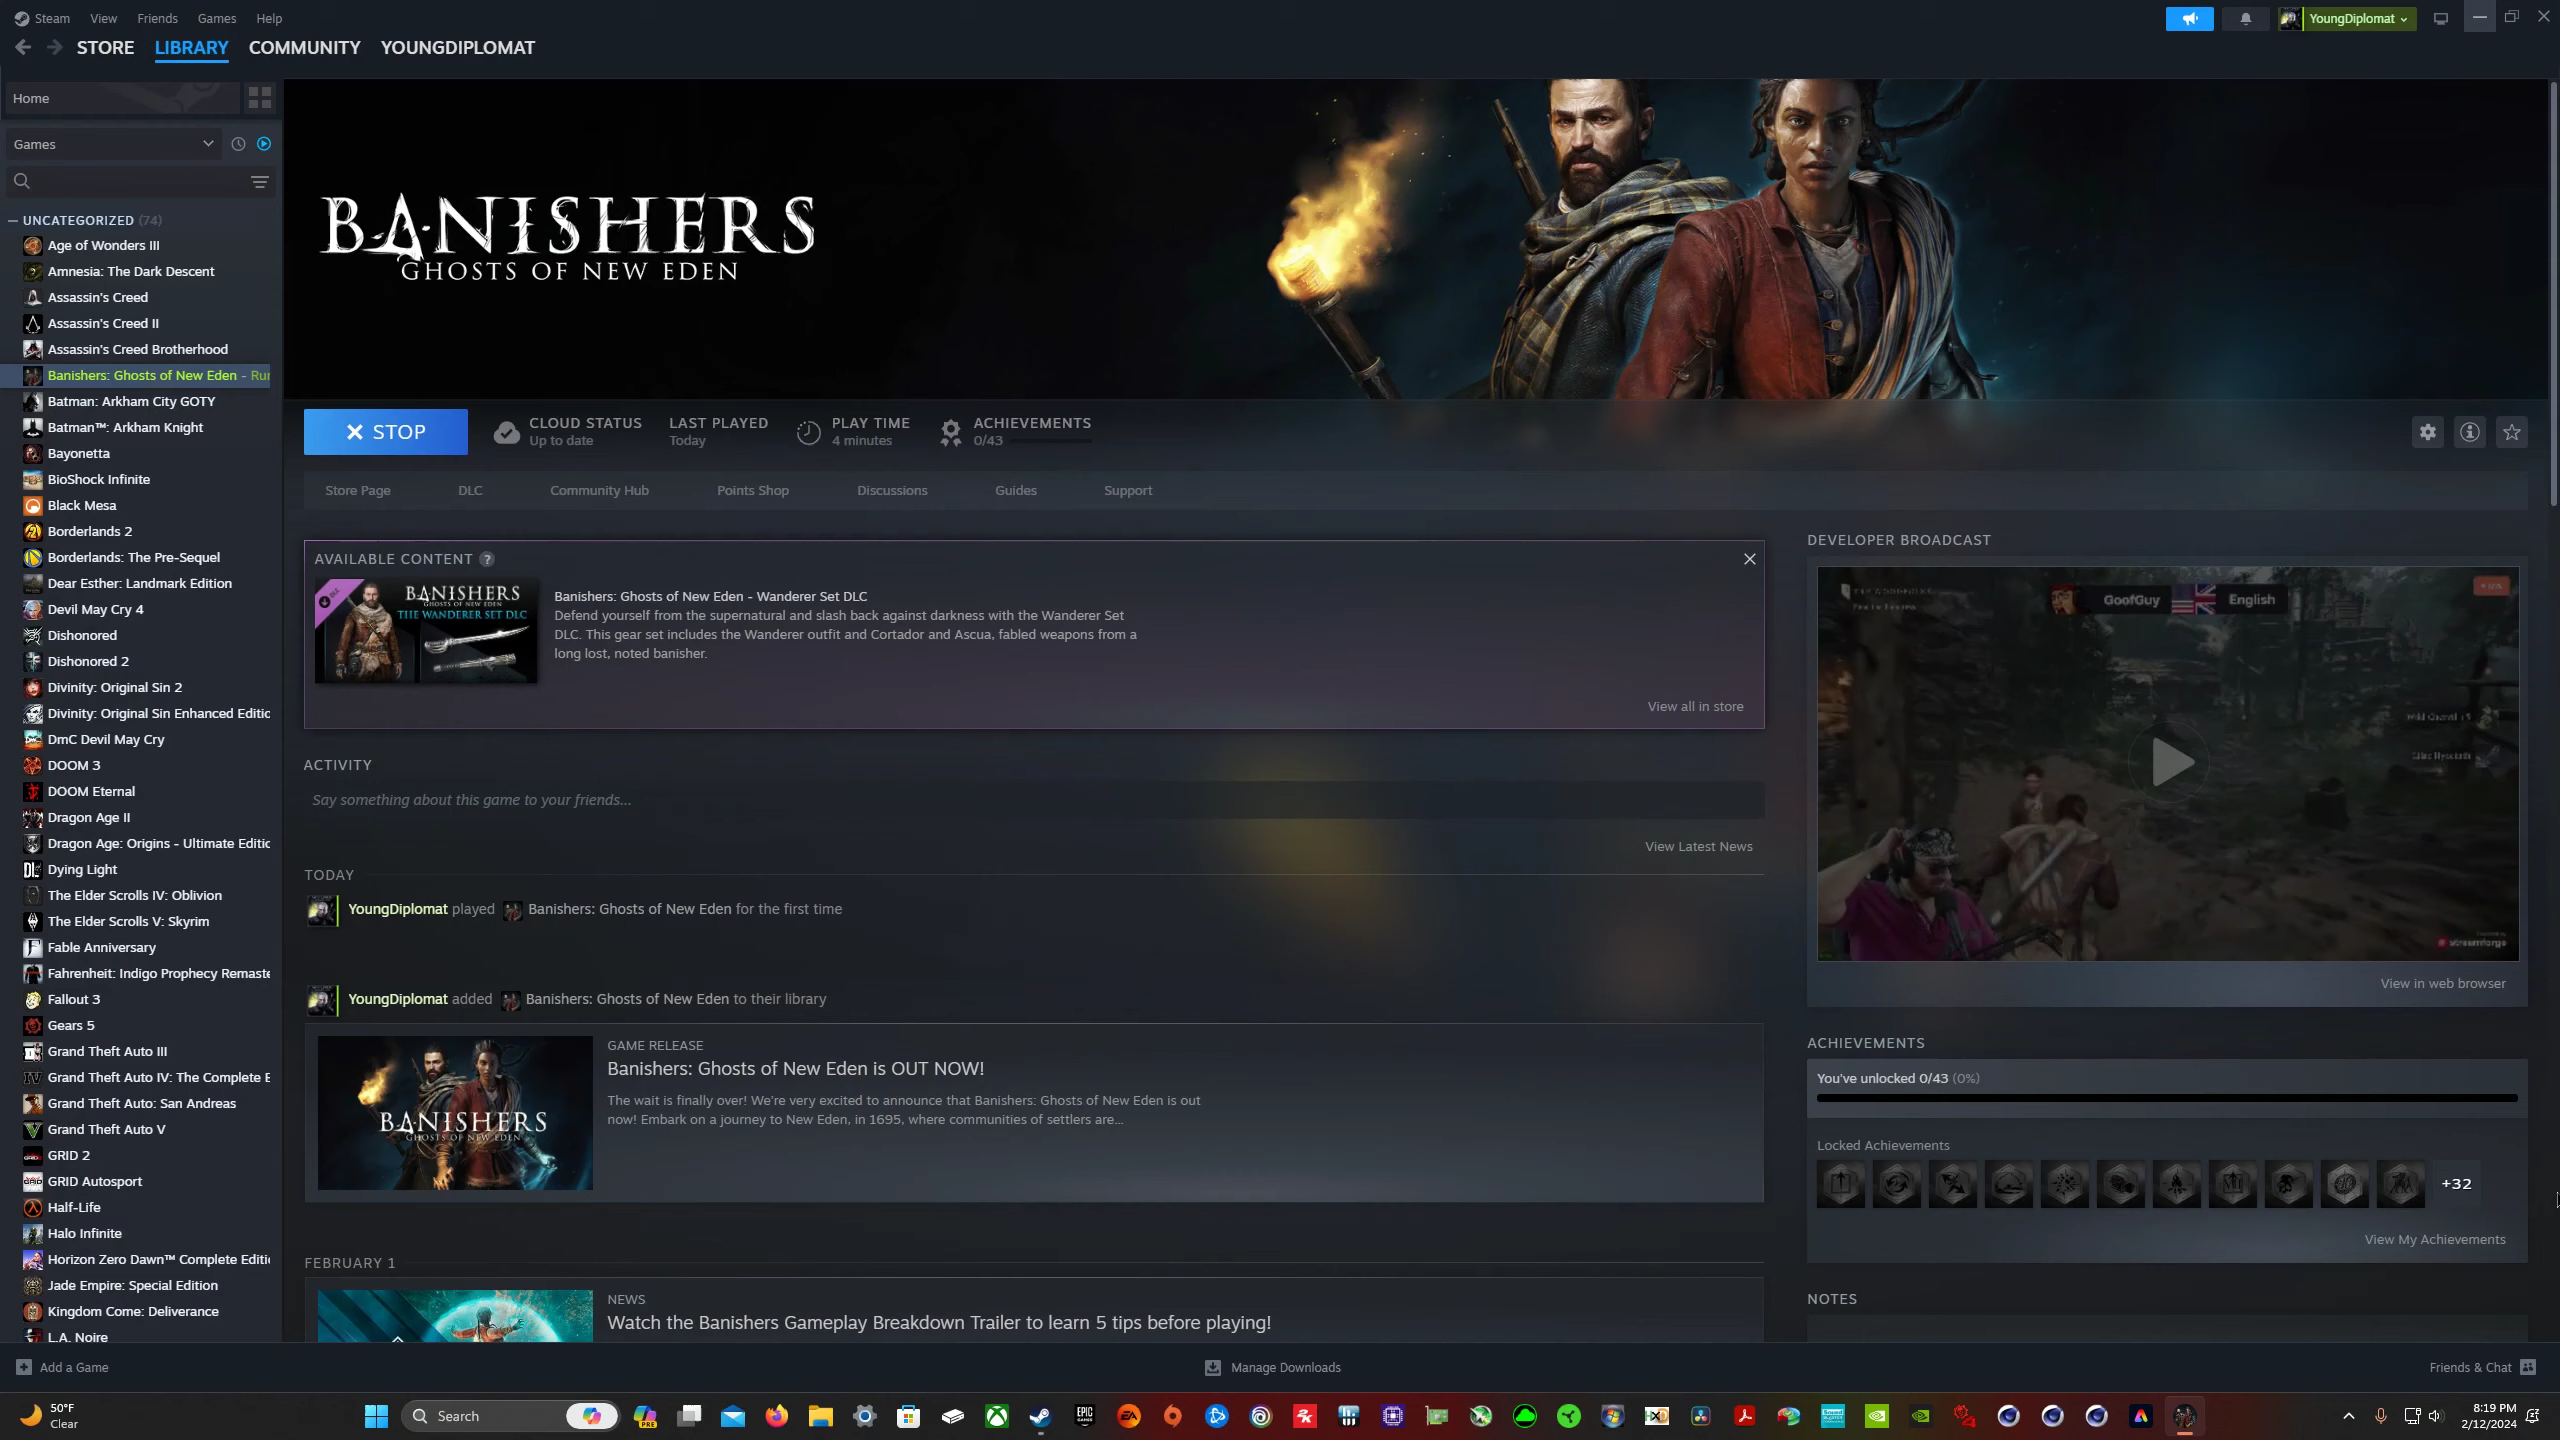 Steam View Friends Games Help
YoungDiplomat
STORE LIBRARY COMMUNITY YOUNGDIPLOMAT
Home
Games
UNCATEGORIZED (74)
Age of Wonders III
Amnesia: The Dark Descent
Assassin's Creed
Assassin's Creed II
Assassin's Creed Brotherhood
Banishers: Ghosts of New Eden - Rur
Batman: Arkham City GOTY
Batman™: Arkham Knight
Bayonetta
BioShock Infinite
Black Mesa
Borderlands 2
Borderlands: The Pre-Sequel
Dear Esther: Landmark Edition
Devil May Cry 4
Dishonored
Dishonored 2
Divinity: Original Sin 2
Divinity: Original Sin Enhanced Editic
DmC Devil May Cry
DOOM 3
DOOM Eternal
Dragon Age II
Dragon Age: Origins - Ultimate Editic
Dying Light
The Elder Scrolls IV: Oblivion
The Elder Scrolls V: Skyrim
Fable Anniversary
Fahrenheit: Indigo Prophecy Remaste
Fallout 3
Gears 5
Grand Theft Auto III
Grand Theft Auto IV: The Complete E
Grand Theft Auto: San Andreas
Grand Theft Auto V
GRID 2
GRID Autosport
Half-Life
Halo Infinite
Horizon Zero Dawn™ Complete Editi
Jade Empire: Special Edition
Kingdom Come: Deliverance
L.A. Noire
BANISHERS
GHOSTS OF NEW EDEN
STOP
CLOUD STATUS
Up to date
LAST PLAYED
Today
PLAY TIME
4 minutes
ACHIEVEMENTS
0/43
Store Page DLC Community Hub Points Shop Discussions Guides Support
AVAILABLE CONTENT ?
DLC
BANISHERS
GHOSTS OF NEW EDEN
THE WANDERER SET DLC
Banishers: Ghosts of New Eden - Wanderer Set DLC
Defend yourself from the supernatural and slash back against darkness with the Wanderer Set
DLC. This gear set includes the Wanderer outfit and Cortador and Ascua, fabled weapons from a
long lost, noted banisher.
View all in store
ACTIVITY
Say something about this game to your friends...
View Latest News
TODAY
YoungDiplomat played Banishers: Ghosts of New Eden for the first time
YoungDiplomat added Banishers: Ghosts of New Eden to their library
BANISHERS
GHOSTS OF NEW EDEN
GAME RELEASE
Banishers: Ghosts of New Eden is OUT NOW!
The wait is finally over! We're very excited to announce that Banishers: Ghosts of New Eden is out
now! Embark on a journey to New Eden, in 1695, where communities of settlers are...
FEBRUARY 1
NEWS
Watch the Banishers Gameplay Breakdown Trailer to learn 5 tips before playing!
DEVELOPER BROADCAST
GoofGuy English
streamforge
View in web browser
ACHIEVEMENTS
You've unlocked 0/43 (0%)
Locked Achievements
+32
View My Achievements
NOTES
Add a Game
Manage Downloads
Friends & Chat
50°F
Clear
Search
PRE
EPIC
GAMES
EA
2K
8:19 PM
2/12/2024